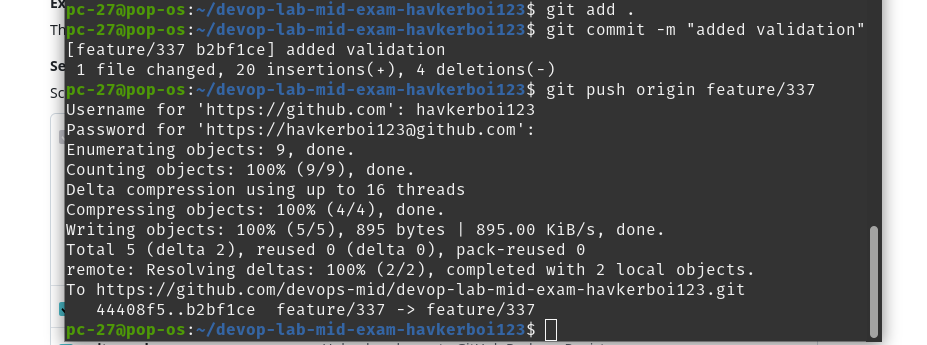 pc-27@pop-os:~/devop-lab-mid-exam-havkerboi123$ git add .
pc-27@pop-os:~/devop-lab-mid-exam-havkerboi123$ git commit -m "added validation"
[feature/337 b2bf1ce] added validation
 1 file changed, 20 insertions(+), 4 deletions(-)
pc-27@pop-os:~/devop-lab-mid-exam-havkerboi123$ git push origin feature/337
Username for 'https://github.com': havkerboi123
Password for 'https://havkerboi123@github.com':
Enumerating objects: 9, done.
Counting objects: 100% (9/9), done.
Delta compression using up to 16 threads
Compressing objects: 100% (4/4), done.
Writing objects: 100% (5/5), 895 bytes | 895.00 KiB/s, done.
Total 5 (delta 2), reused 0 (delta 0), pack-reused 0
remote: Resolving deltas: 100% (2/2), completed with 2 local objects.
To https://github.com/devops-mid/devop-lab-mid-exam-havkerboi123.git
   44408f5..b2bf1ce  feature/337 -> feature/337
pc-27@pop-os:~/devop-lab-mid-exam-havkerboi123$